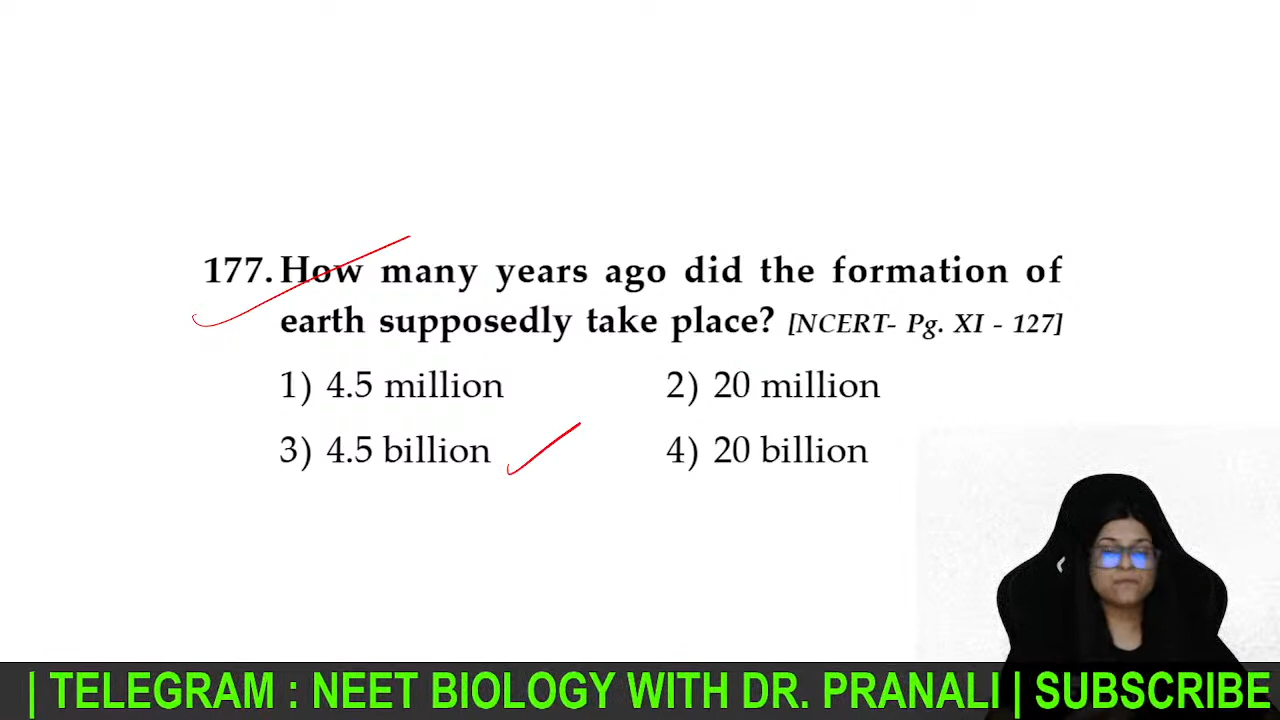 177. How many years ago did the formation of
earth supposedly take place? [NCERT- Pg. XI - 127]
1) 4.5 million 2) 20 million
3) 4.5 billion 4) 20 billion
| TELEGRAM : NEET BIOLOGY WITH DR. PRANALI | SUBSCRIBE